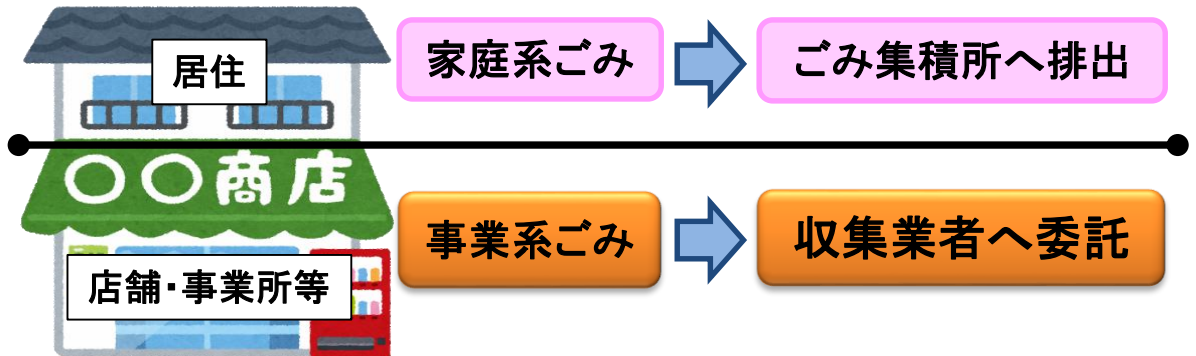 居住
家庭系ごみ
ごみ集積所へ排出
〇〇商店
店舗・事業所等
事業系ごみ
収集業者へ委託